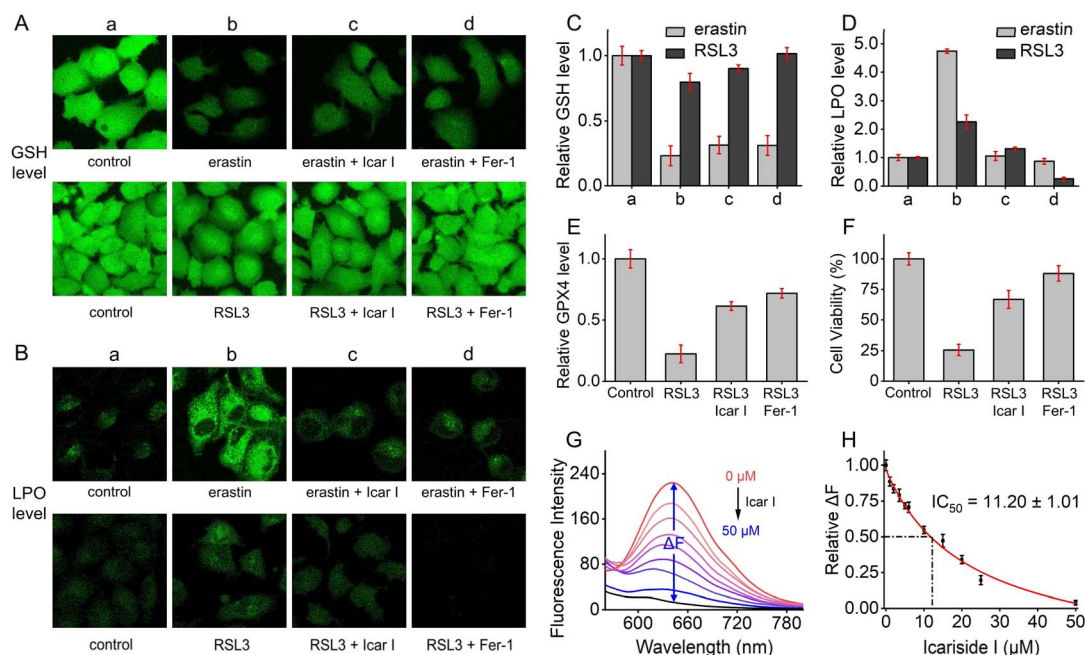 A
a b c d
GSH level
control erastin erastin + Icar I erastin + Fer-1
control RSL3 RSL3 + Icar I RSL3 + Fer-1
B
a b c d
LPO level
control erastin erastin + Icar I erastin + Fer-1
control RSL3 RSL3 + Icar I RSL3 + Fer-1
C
erastin
RSL3
Relative GSH level
1.0
0.5
0.0
a b c d
D
erastin
RSL3
Relative LPO level
5.0
4.0
3.0
2.0
1.0
0.0
a b c d
E
Relative GPX4 level
1.0
0.5
0.0
Control RSL3 RSL3 Icar I RSL3 Fer-1
F
Cell Viability (%)
100
75
50
25
0
Control RSL3 RSL3 Icar I RSL3 Fer-1
G
Fluorescence Intensity
240
160
80
0
0 μM
Icar I
50 μM
ΔF
600 660 720 780
Wavelength (nm)
H
Relative ΔF
1.00
0.75
0.50
0.25
0.00
IC50 = 11.20 ± 1.01
0 10 20 30 40 50
Icariside I (μM)